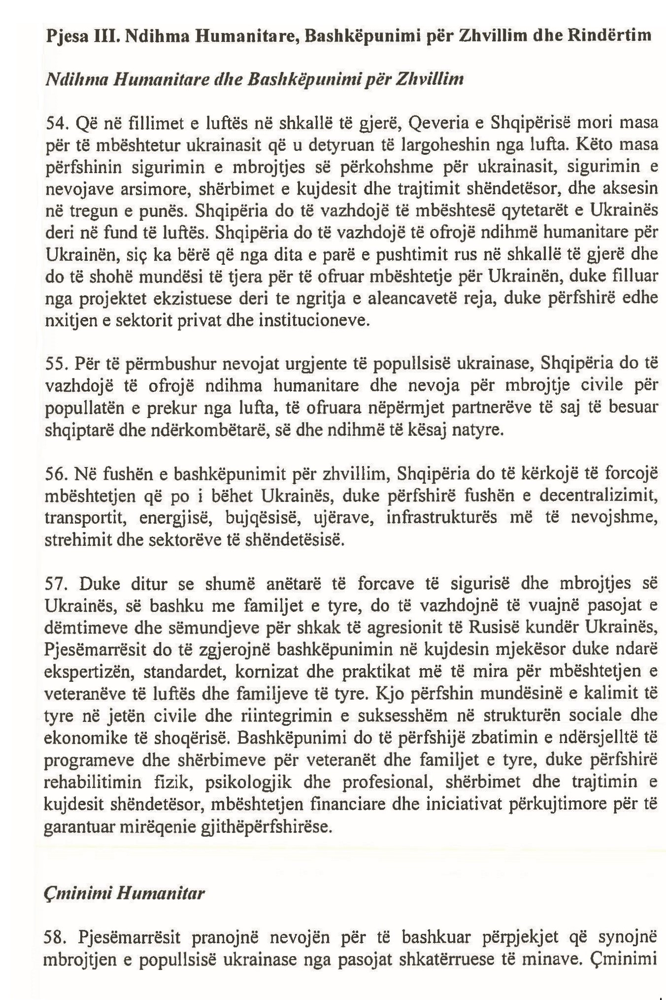 Pjesa III. Ndihma Humanitare, Bashkëpunimi për Zhvillim dhe Rindërtim
Ndihma Humanitare dhe Bashkëpunimi për Zhvillim
54. Që në fillimet e luftës në shkallë të gjerë, Qeveria e Shqipërisë mori masa
për të mbështetur ukrainasit që u detyruan të largoheshin nga lufta. Këto masa
përfshinin sigurimin e mbrojtjes së përkohshme për ukrainasit, sigurimin e
nevojave arsimore, shërbimet e kujdesit dhe trajtimit shëndetësor, dhe aksesin
në tregun e punës. Shqipëria do të vazhdojë të mbështesë qytetarët e Ukrainës
deri në fund të luftës. Shqipëria do të vazhdojë të ofrojë ndihmë humanitare për
Ukrainën, siç ka bërë që nga dita e parë e pushtimit rus në shkallë të gjerë dhe
do të shohë mundësi të tjera për të ofruar mbështetje për Ukrainën, duke filluar
nga projektet ekzistuese deri te ngritja e aleancavetë reja, duke përfshirë edhe
nxitjen e sektorit privat dhe institucioneve.
55. Për të përmbushur nevojat urgjente të popullsisë ukrainase, Shqipëria do të
vazhdojë të ofrojë ndihma humanitare dhe nevoja për mbrojtje civile për
popullatën e prekur nga lufta, të ofruara nëpërmjet partnerëve të saj të besuar
shqiptarë dhe ndërkombëtarë, së dhe ndihmë të kësaj natyre.
56. Në fushën e bashkëpunimit për zhvillim, Shqipëria do të kërkojë të forcojë
mbështetjen që po i bëhet Ukrainës, duke përfshirë fushën e decentralizimit,
transportit, energjisë, bujqësisë, ujërave, infrastrukturës më të nevojshme,
strehimit dhe sektorëve të shëndetësisë.
57. Duke ditur se shumë anëtarë të forcave të sigurisë dhe mbrojtjes së
Ukrainës, së bashku me familjet e tyre, do të vazhdojnë të vuajnë pasojat e
dëmtimeve dhe sëmundjeve për shkak të agresionit të Rusisë kundër Ukrainës,
Pjesëmarrësit do të zgjerojnë bashkëpunimin në kujdesin mjekësor duke ndarë
ekspertizën, standardet, kornizat dhe praktikat më të mira për mbështetjen e
veteranëve të luftës dhe familjeve të tyre. Kjo përfshin mundësinë e kalimit të
tyre në jetën civile dhe riintegrimin e suksesshëm në strukturën sociale dhe
ekonomike të shoqërisë. Bashkëpunimi do të përfshijë zbatimin e ndërsjelltë të
programeve dhe shërbimeve për veteranët dhe familjet e tyre, duke përfshirë
rehabilitimin fizik, psikologjik dhe profesional, shërbimet dhe trajtimin e
kujdesit shëndetësor, mbështetjen financiare dhe iniciativat përkujtimore për të
garantuar mirëqenie gjithëpërfshirëse.
Çminimi Humanitar
58. Pjesëmarrësit pranojnë nevojën për të bashkuar përpjekjet që synojnë
mbrojtjen e popullsisë ukrainase nga pasojat shkatërruese të minave. Çminimi